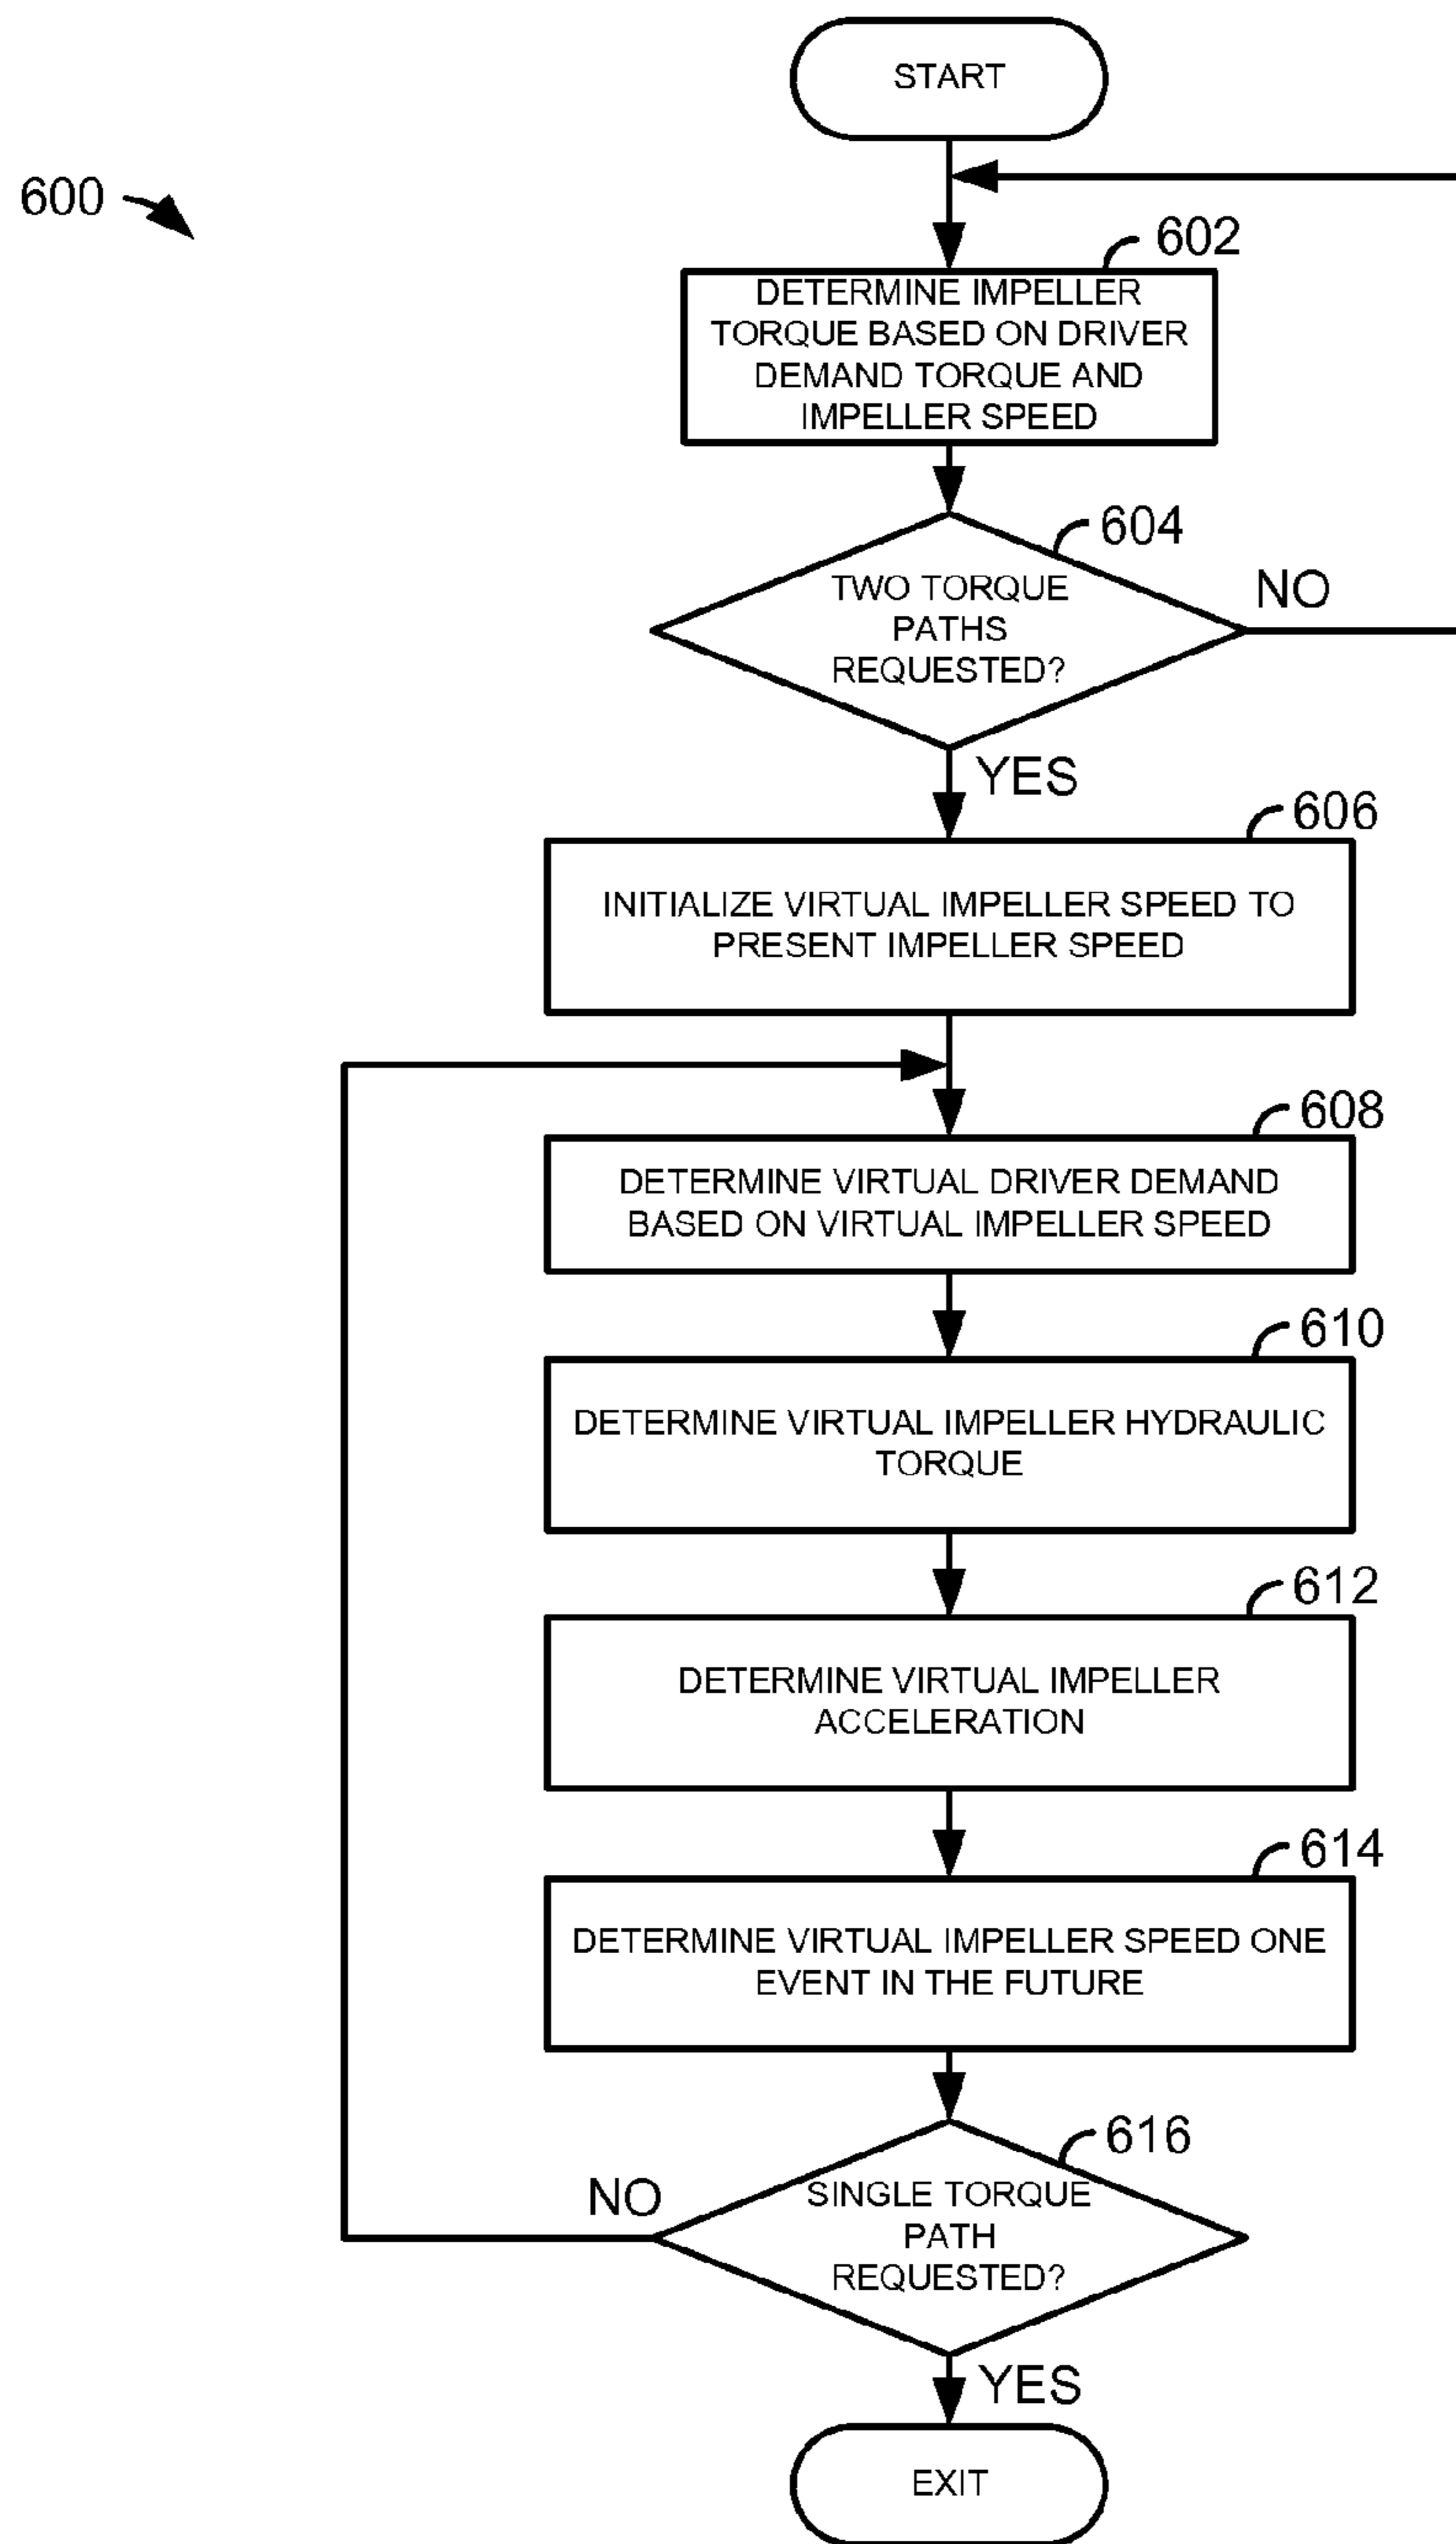 START
600
602
DETERMINE IMPELLER
TORQUE BASED ON DRIVER
DEMAND TORQUE AND
IMPELLER SPEED
604
TWO TORQUE
PATHS
REQUESTED?
NO
YES
606
INITIALIZE VIRTUAL IMPELLER SPEED TO
PRESENT IMPELLER SPEED
608
DETERMINE VIRTUAL DRIVER DEMAND
BASED ON VIRTUAL IMPELLER SPEED
610
DETERMINE VIRTUAL IMPELLER HYDRAULIC
TORQUE
612
DETERMINE VIRTUAL IMPELLER
ACCELERATION
614
DETERMINE VIRTUAL IMPELLER SPEED ONE
EVENT IN THE FUTURE
616
NO
SINGLE TORQUE
PATH
REQUESTED?
YES
EXIT